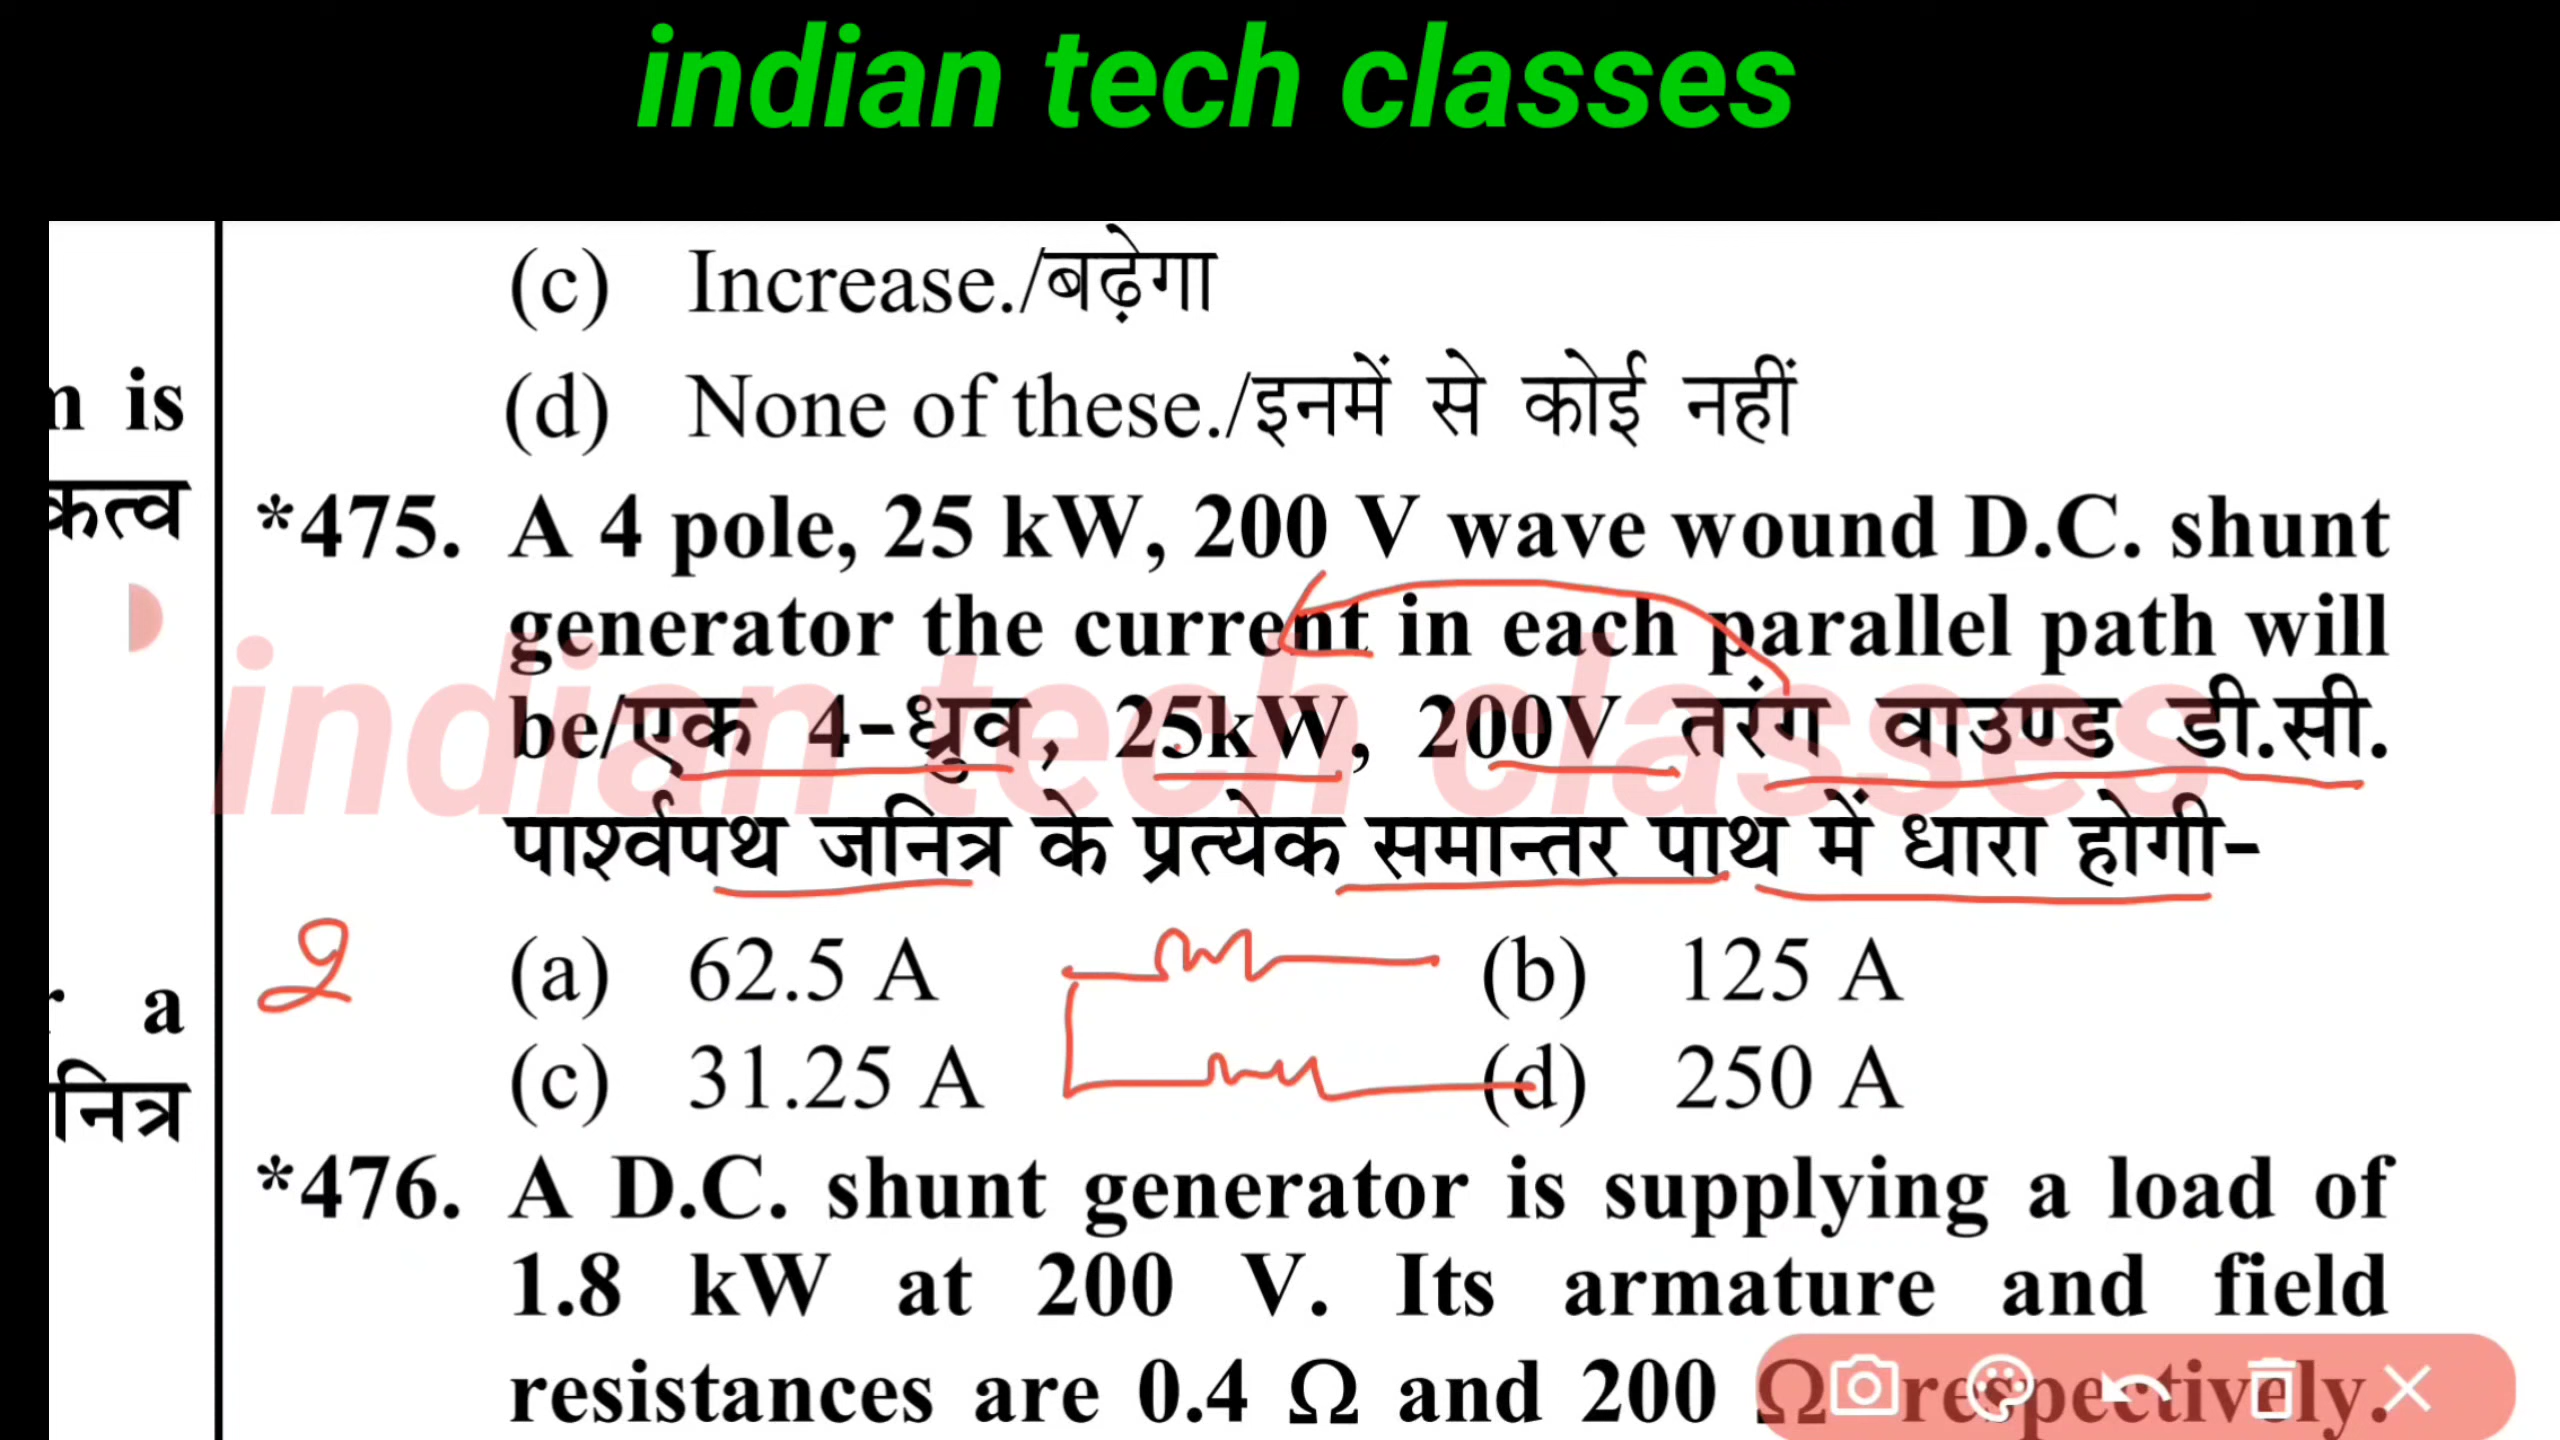 indian tech classes
(c) Increase./बढ़ेगा
(d) None of these./इनमें से कोई नहीं
is
*475. A 4 pole, 25 kW, 200 V wave wound D.C. shunt
generator the current in each parallel path will
be/एक 4-ध्रुव, 25kW, 200V तरंग वाउण्ड डी.सी.
पार्श्वपथ जनित्र के प्रत्येक समान्तर पाथ में धारा होगी-
indian tech classes
2
(a) 62.5 A (b) 125 A
a
(c) 31.25 A (d) 250 A
*476. A D.C. shunt generator is supplying a load of
1.8 kW at 200 V. Its armature and field
resistances are 0.4 Ω and 200 Ω respectively.